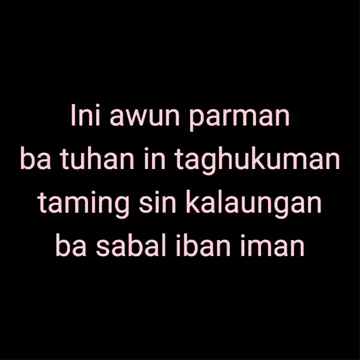 Ini awun parman
ba tuhan in taghukuman
taming sin kalaungan
ba sabal iban iman